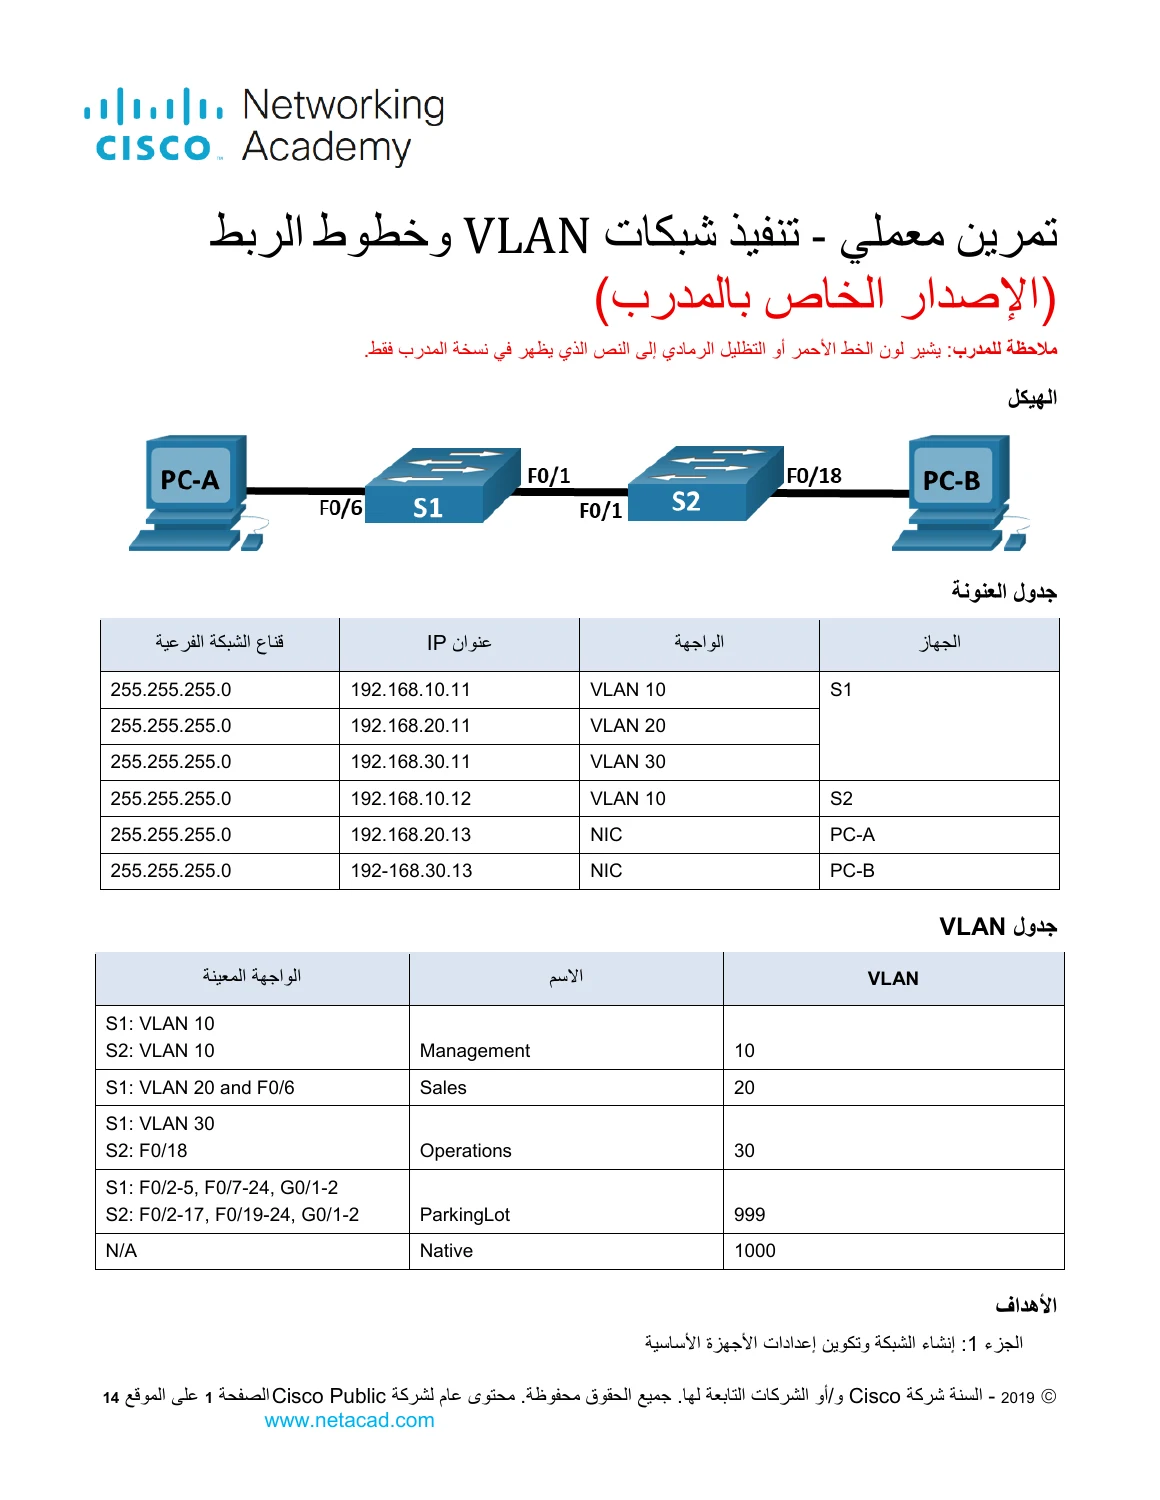 Networking
CISCO Academy
تمرين معملي - تنفيذ شبكات VLAN وخطوط الربط
(الإصدار الخاص بالمدرب)
ملاحظة للمدرب: يشير لون الخط الأحمر أو التظليل الرمادي إلى النص الذي يظهر في نسخة المدرب فقط.
الهيكل
PC-A F0/6 S1 F0/1 F0/1 S2 F0/18 PC-B
جدول العنونة
الجهاز الواجهة عنوان IP قناع الشبكة الفرعية
S1 VLAN 10 192.168.10.11 255.255.255.0
VLAN 20 192.168.20.11 255.255.255.0
VLAN 30 192.168.30.11 255.255.255.0
S2 VLAN 10 192.168.10.12 255.255.255.0
PC-A NIC 192.168.20.13 255.255.255.0
PC-B NIC 192-168.30.13 255.255.255.0
جدول VLAN
VLAN الاسم الواجهة المعينة
S1: VLAN 10
10 Management S2: VLAN 10
20 Sales S1: VLAN 20 and F0/6
S1: VLAN 30
30 Operations S2: F0/18
S1: F0/2-5, F0/7-24, G0/1-2
999 ParkingLot S2: F0/2-17, F0/19-24, G0/1-2
1000 Native N/A
الأهداف
الجزء 1: إنشاء الشبكة وتكوين إعدادات الأجهزة الأساسية
© 2019 - السنة شركة Cisco و/أو الشركات التابعة لها. جميع الحقوق محفوظة. محتوى عام لشركة Cisco Public الصفحة 1 على الموقع 14
www.netacad.com